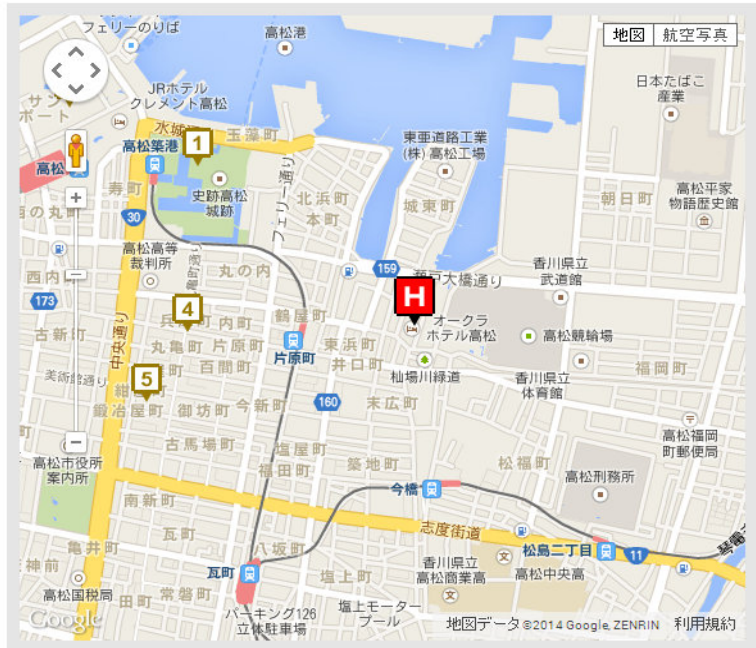 フェリーのりば
高松港
地図
航空写真
日本たばこ
産業
JRホテル
クレメント高松
サン
ポート
水城
玉藻町
東亜道路工業
(株) 高松工場
1
高松築港
高松
史跡高松
城跡
フェリー通り
北浜町
本町
城東町
朝日町
高松平家
物語歴史館
寿町
西の丸町
30
高松高等
裁判所
丸の内
159
瀬戸大橋通り
香川県立
武道館
西内町
173
H
4
鶴屋町
オークラ
ホテル高松
高松競輪場
古新町
中央通り
兵庫町
内町
片原町
東浜町
丸亀町
片原町
井口町
百間町
杣場川緑道
香川県立
体育館
福岡町
美術館通り
5
紺屋町
160
鍛冶屋町
御坊町
今新町
末広町
高松福岡
町郵便局
古馬場町
塩屋町
福田町
築地町
松福町
高松市役所
案内所
今橋
高松刑務所
南新町
志度街道
瓦町
八坂町
松島二丁目
11
琴電
亀井町
天神前
瓦町
香川県立
高松商業高
高松中央高
塩上町
高松国税局
田町
常磐町
パーキング126
立体駐車場
塩上モーター
プール
Google
地図データ ©2014 Google, ZENRIN
利用規約